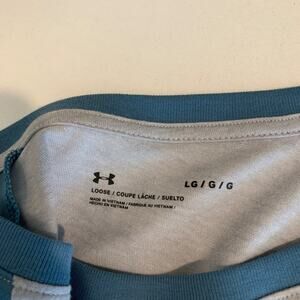 LG / G / G
LOOSE / COUPE LÂCHE / SUELTO
MADE IN VIETNAM / FABRIQUÉ AU VIETNAM /
HECHO EN VIETNAM